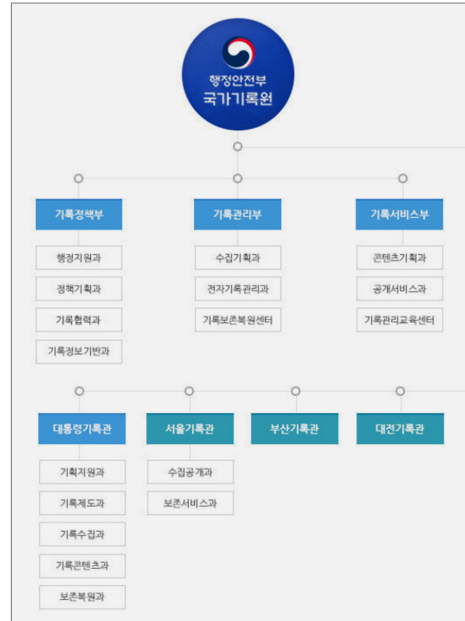 행정안전부
국가기록원
기록정책부
기록관리부
기록서비스부
행정지원과
수집기획과
콘텐츠기획과
정책기획과
전자기록관리과
공개서비스과
기록협력과
기록보존복원센터
기록관리교육센터
기록정보기반과
대통령기록관
서울기록관
부산기록관
대전기록관
기획지원과
수집공개과
기록제도과
보존서비스과
기록수집과
기록콘텐츠과
보존복원과